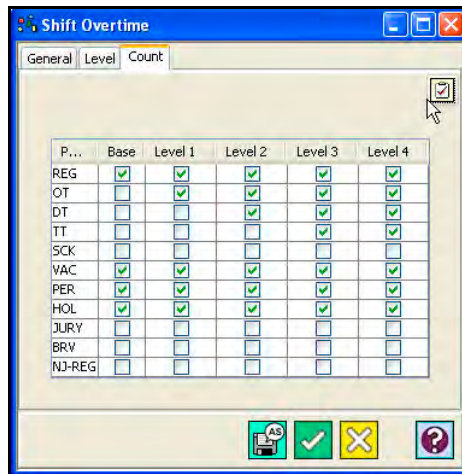 Shift Overtime
General Level Count
P... Base Level 1 Level 2 Level 3 Level 4
REG
OT
DT
TT
SCK
VAC
PER
HOL
JURY
BRV
NJ-REG
AS
?